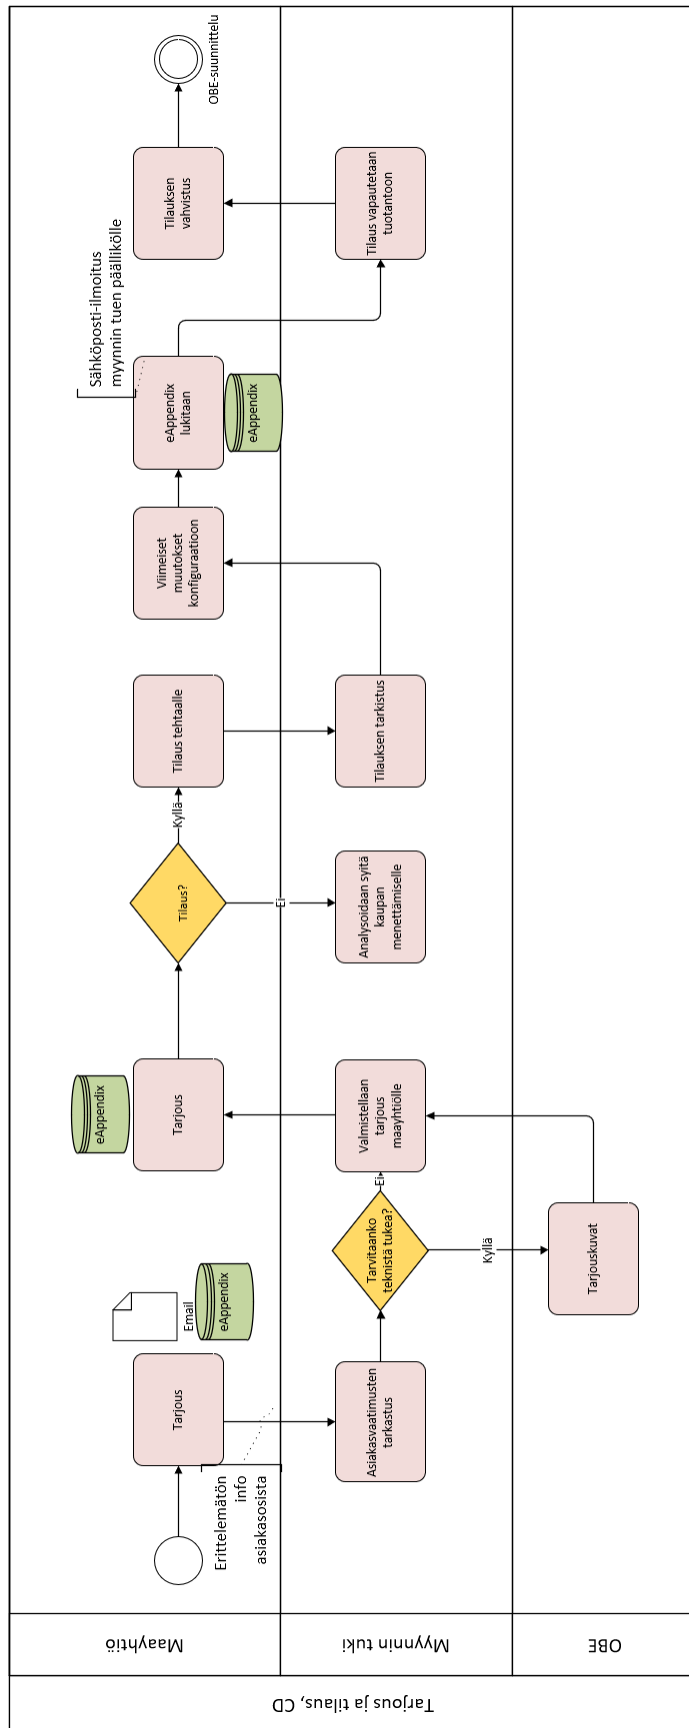 Tarjous ja tilaus, CD
Maayhtiö
Myynnin tuki
OBE
Erittelemätön
info
asiakasosista
Tarjous
Email
eAppendix
Asiakasvaatimusten
tarkastus
Tarvitaanko
teknistä tukea?
Kyllä
Tarjouskuvat
Ei
Valmistellaan
tarjous
maayhtiölle
Tarjous
eAppendix
Tilaus?
Ei
Analysoidaan syitä
kaupan
menettämiselle
Kyllä
Tilaus tehtaalle
Tilauksen tarkistus
Viimeiset
muutokset
konfiguraatioon
eAppendix
lukitaan
eAppendix
Sähköposti-ilmoitus
myynnin tuen päällikölle
Tilaus vapautetaan
tuotantoon
Tilauksen
vahvistus
OBE-suunnittelu